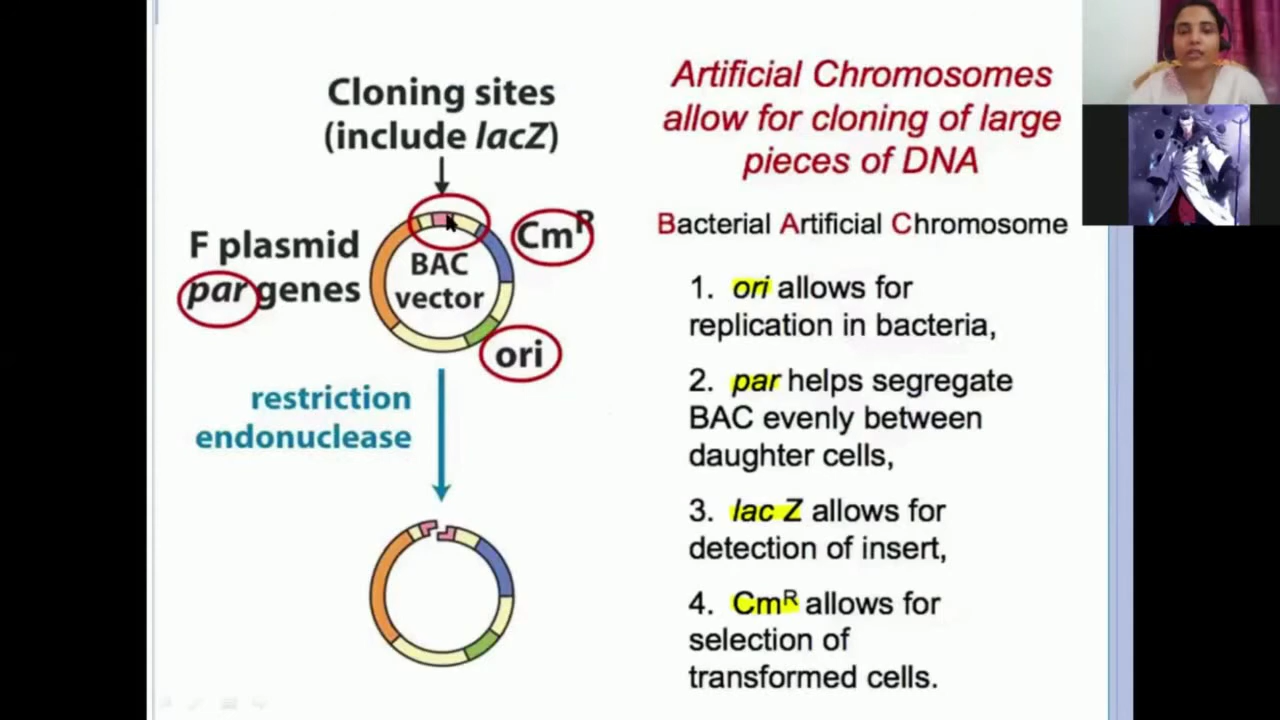 Cloning sites
(include lacZ)
F plasmid
par genes
BAC
vector
Cm^R
ori
restriction
endonuclease
Artificial Chromosomes
allow for cloning of large
pieces of DNA
Bacterial Artificial Chromosome
1. ori allows for
replication in bacteria,
2. par helps segregate
BAC evenly between
daughter cells,
3. lac Z allows for
detection of insert,
4. Cm^R allows for
selection of
transformed cells.